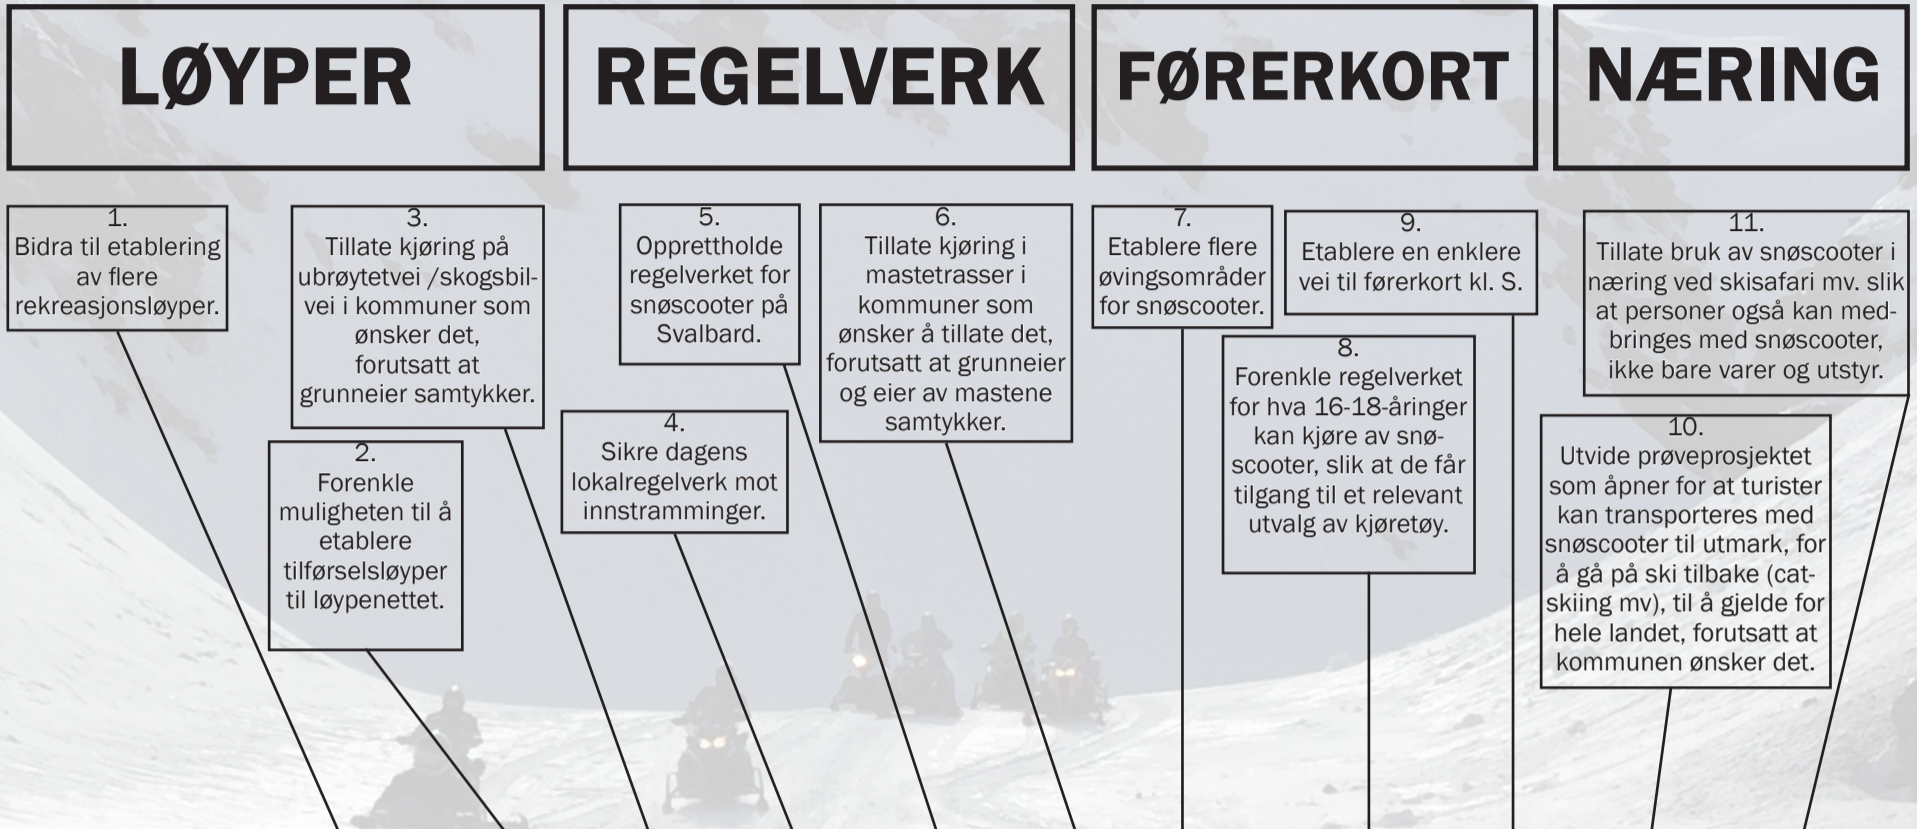 LØYPER
REGELVERK
FØRERKORT
NÆRING
1.
Bidra til etablering
av flere
rekreasjonsløyper.
3.
Tillate kjøring på
ubrøytetvei /skogsbil-
vei i kommuner som
ønsker det,
forutsatt at
grunneier samtykker.
2.
Forenkle
muligheten til å
etablere
tilførselsløyper
til løypenettet.
5.
Opprettholde
regelverket for
snøscooter på
Svalbard.
4.
Sikre dagens
lokalregelverk mot
innstramminger.
6.
Tillate kjøring i
mastetrasser i
kommuner som
ønsker å tillate det,
forutsatt at grunneier
og eier av mastene
samtykker.
7.
Etablere flere
øvingsområder
for snøscooter.
9.
Etablere en enklere
vei til førerkort kl. S.
8.
Forenkle regelverket
for hva 16-18-åringer
kan kjøre av snø-
scooter, slik at de får
tilgang til et relevant
utvalg av kjøretøy.
11.
Tillate bruk av snøscooter i
næring ved skisafari mv. slik
at personer også kan med-
bringes med snøscooter,
ikke bare varer og utstyr.
10.
Utvide prøveprosjektet
som åpner for at turister
kan transporteres med
snøscooter til utmark, for
å gå på ski tilbake (cat-
skiing mv), til å gjelde for
hele landet, forutsatt at
kommunen ønsker det.